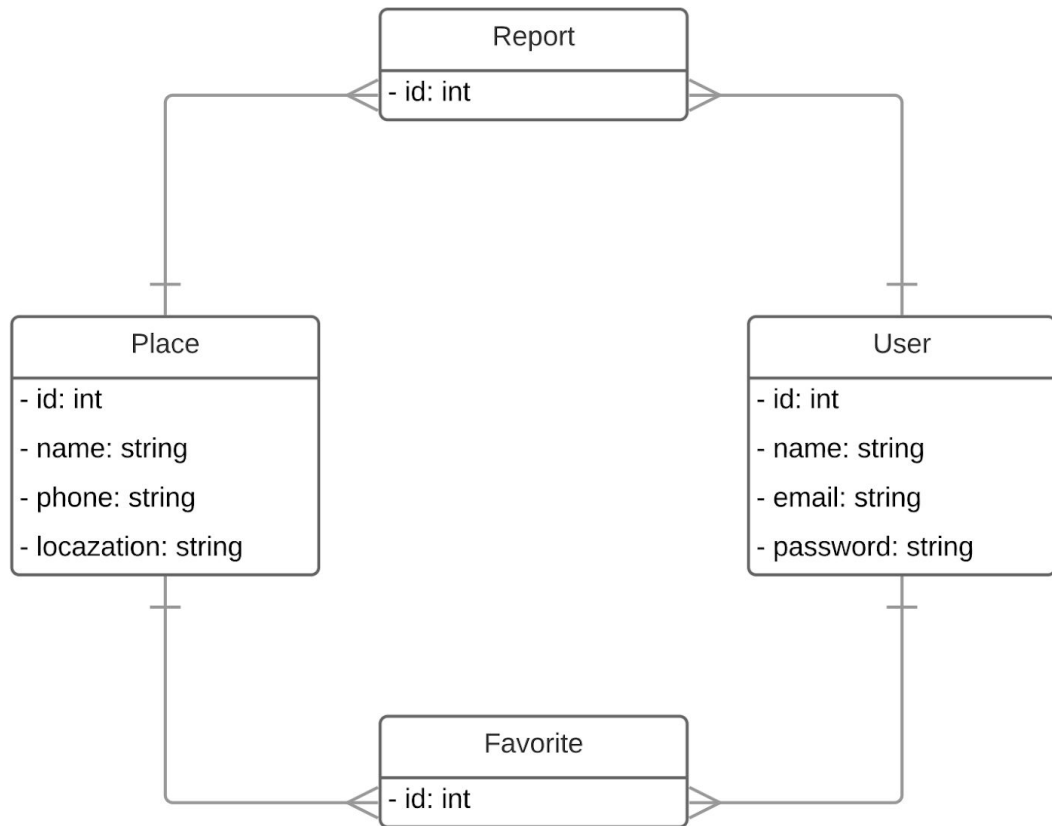 Report
- id: int
Place
- id: int
- name: string
- phone: string
- locazation: string
User
- id: int
- name: string
- email: string
- password: string
Favorite
- id: int